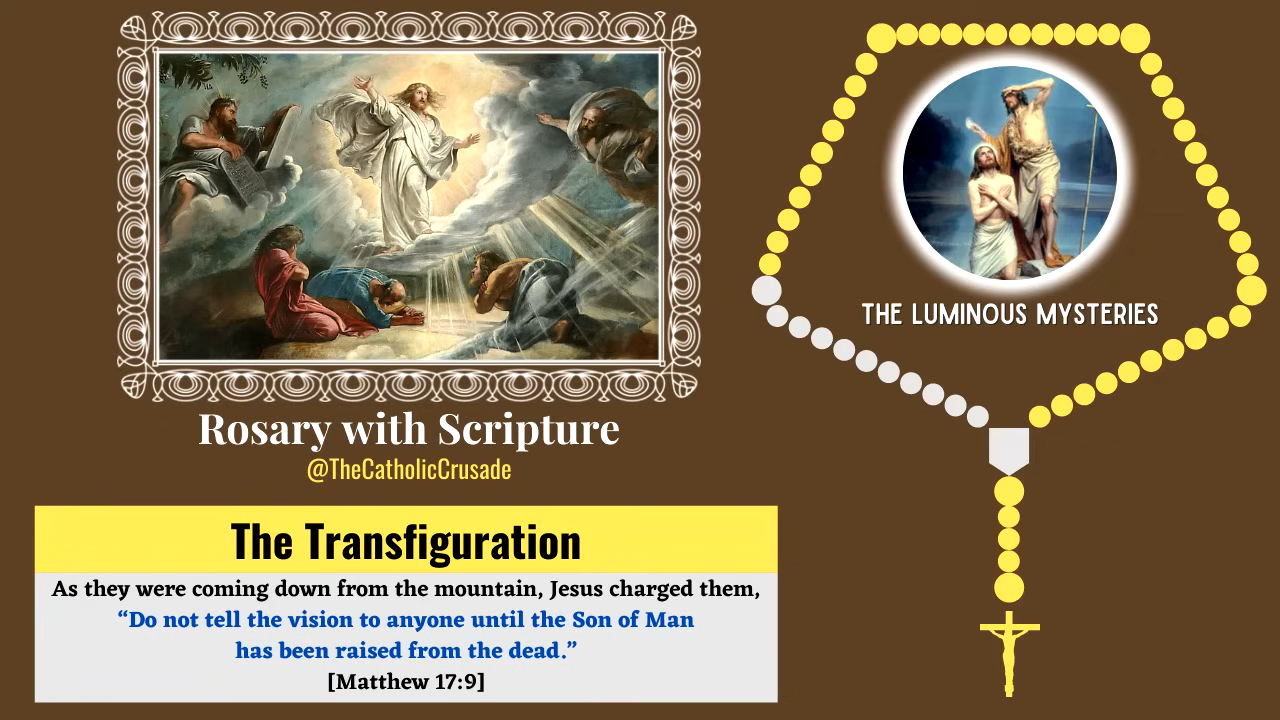 Rosary with Scripture
@TheCatholicCrusade
The Transfiguration
As they were coming down from the mountain, Jesus charged them,
“Do not tell the vision to anyone until the Son of Man
has been raised from the dead.”
[Matthew 17:9]
THE LUMINOUS MYSTERIES